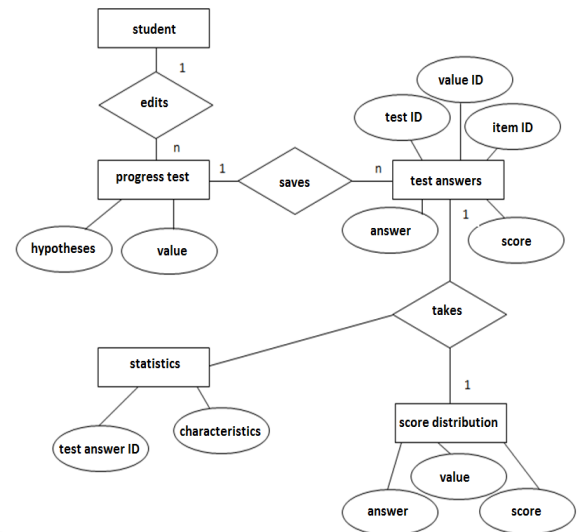 student
1
edits
n
value ID
test ID
item ID
progress test
1
saves
n
test answers
1
hypotheses
value
answer
score
takes
statistics
1
test answer ID
characteristics
score distribution
value
answer
score